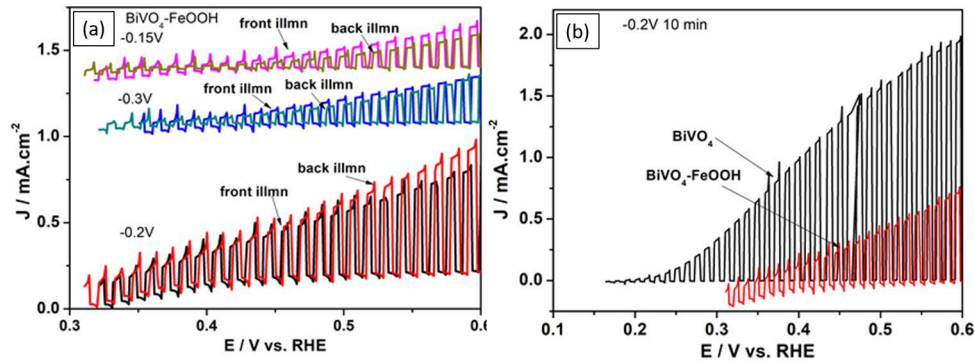 (a)
BiVO4-FeOOH
-0.15V
front illmn
back illmn
-0.3V
front illmn
back illmn
-0.2V
front illmn
back illmn
1.5
1.0
0.5
0.0
J / mA.cm-2
0.3 0.4 0.5 0.6
E / V vs. RHE
(b)
-0.2V 10 min
BiVO4
BiVO4-FeOOH
2.0
1.5
1.0
0.5
0.0
J / mA.cm-2
0.1 0.2 0.3 0.4 0.5 0.6
E / V vs. RHE